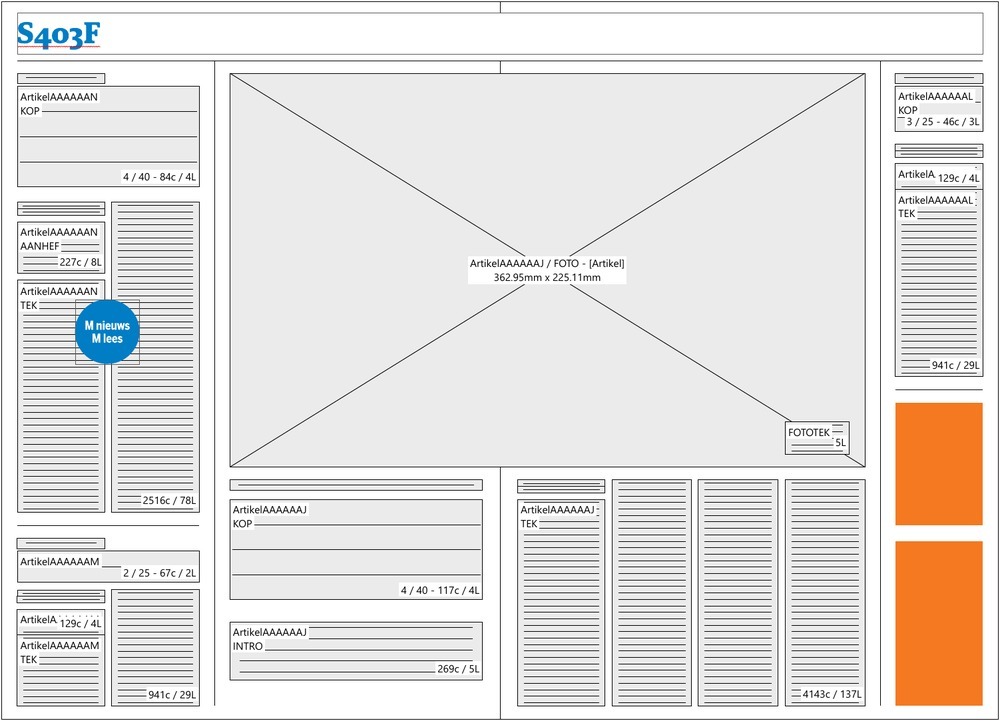 S403F
ArtikelAAAAAAN
KOP
4 / 40 - 84c / 4L
ArtikelAAAAAAN
AANHEF
227c / 8L
ArtikelAAAAAAN
TEK
M nieuws
M lees
2516c / 78L
ArtikelAAAAAAM
2 / 25 - 67c / 2L
ArtikelA
129c / 4L
ArtikelAAAAAAM
TEK
941c / 29L
ArtikelAAAAAAJ / FOTO - [Artikel]
362.95mm x 225.11mm
FOTOTEK
5L
ArtikelAAAAAAJ
KOP
4 / 40 - 117c / 4L
ArtikelAAAAAAJ
INTRO
269c / 5L
ArtikelAAAAAAJ
TEK
4143c / 137L
ArtikelAAAAAAL
KOP
3 / 25 - 46c / 3L
ArtikelA
129c / 4L
ArtikelAAAAAAL
TEK
941c / 29L